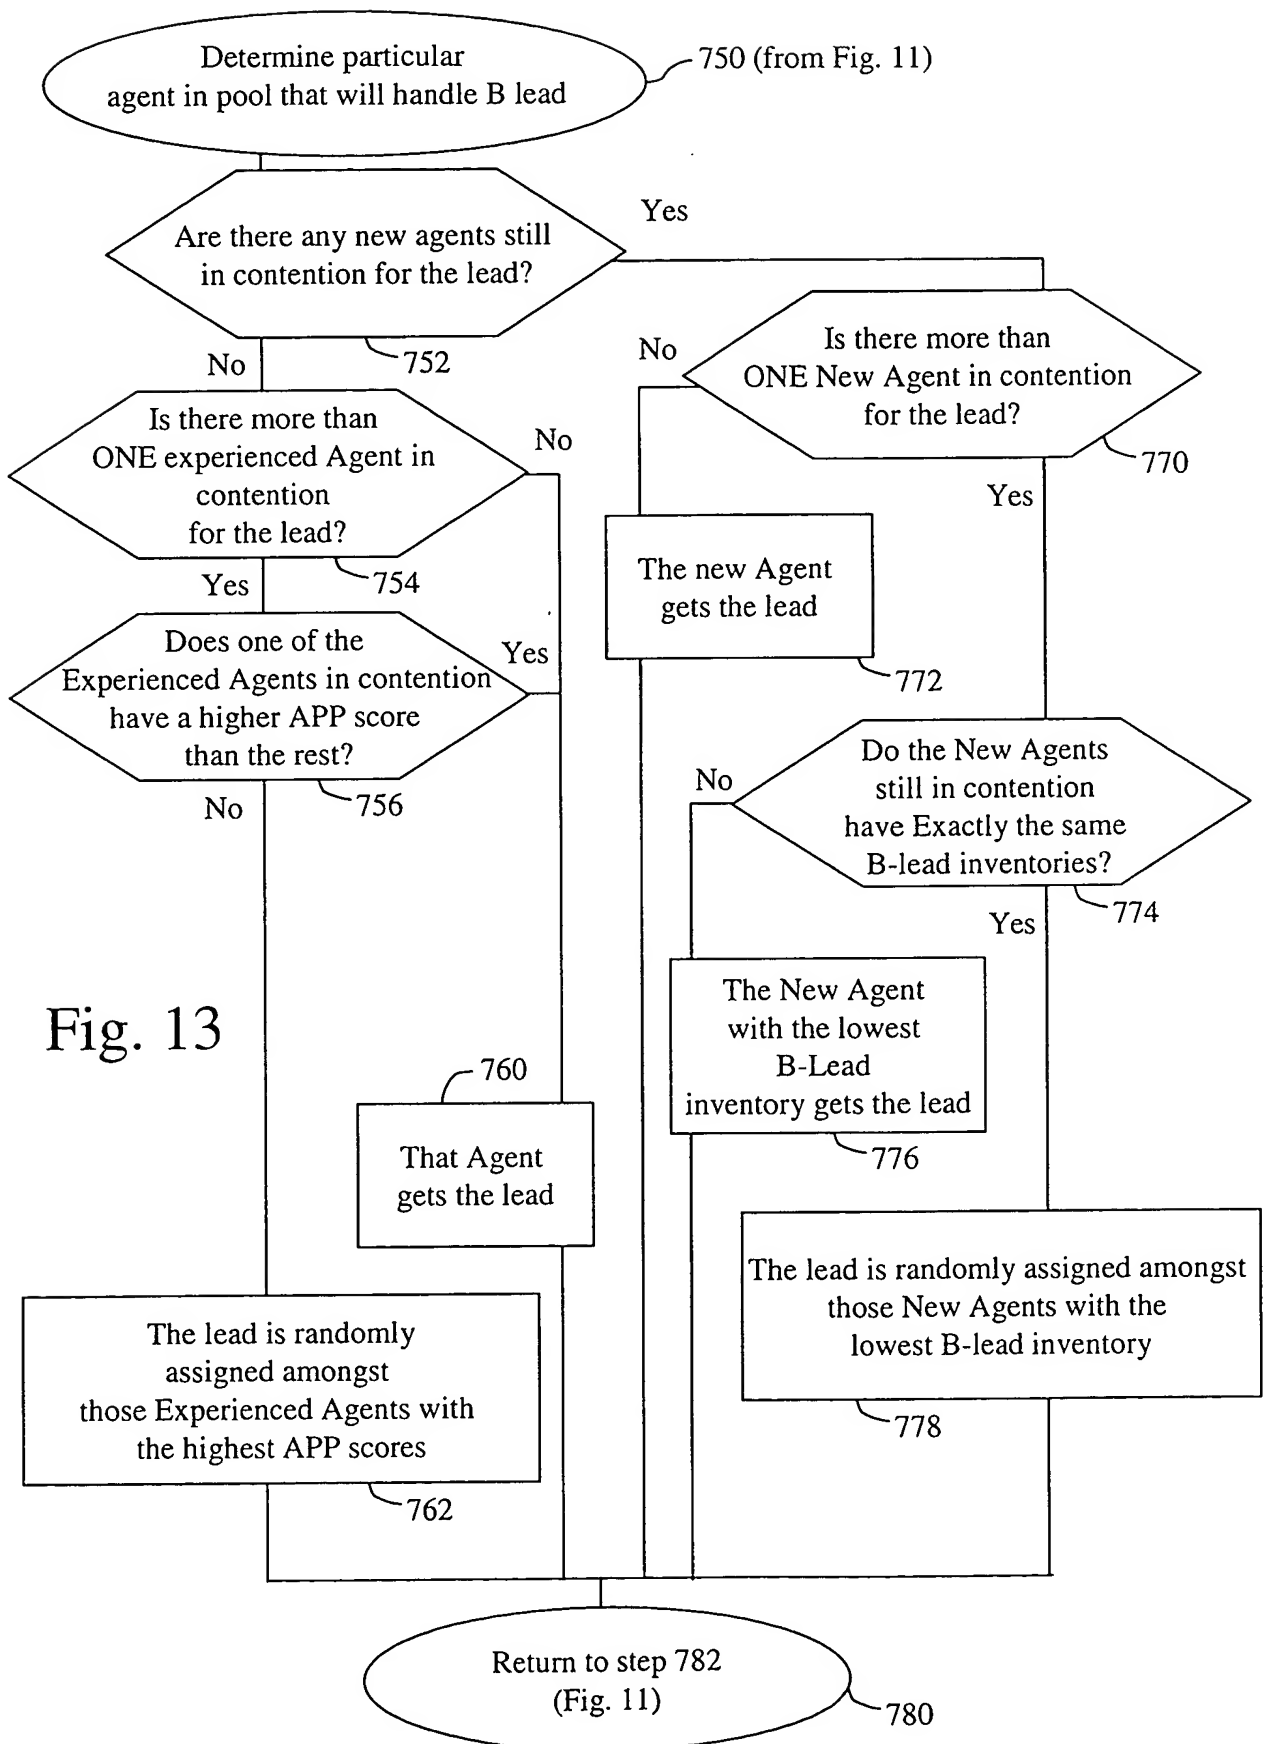 Determine particular
agent in pool that will handle B lead
750 (from Fig. 11)
Are there any new agents still
in contention for the lead?
Yes
752
No
Is there more than
ONE New Agent in contention
for the lead?
No
770
Yes
Is there more than
ONE experienced Agent in
contention
for the lead?
No
754
Yes
The new Agent
gets the lead
772
Does one of the
Experienced Agents in contention
have a higher APP score
than the rest?
Yes
756
No
Do the New Agents
still in contention
have Exactly the same
B-lead inventories?
No
774
Yes
The New Agent
with the lowest
B-Lead
inventory gets the lead
776
Fig. 13
760
That Agent
gets the lead
The lead is randomly assigned amongst
those New Agents with the
lowest B-lead inventory
778
The lead is randomly
assigned amongst
those Experienced Agents with
the highest APP scores
762
Return to step 782
(Fig. 11)
780